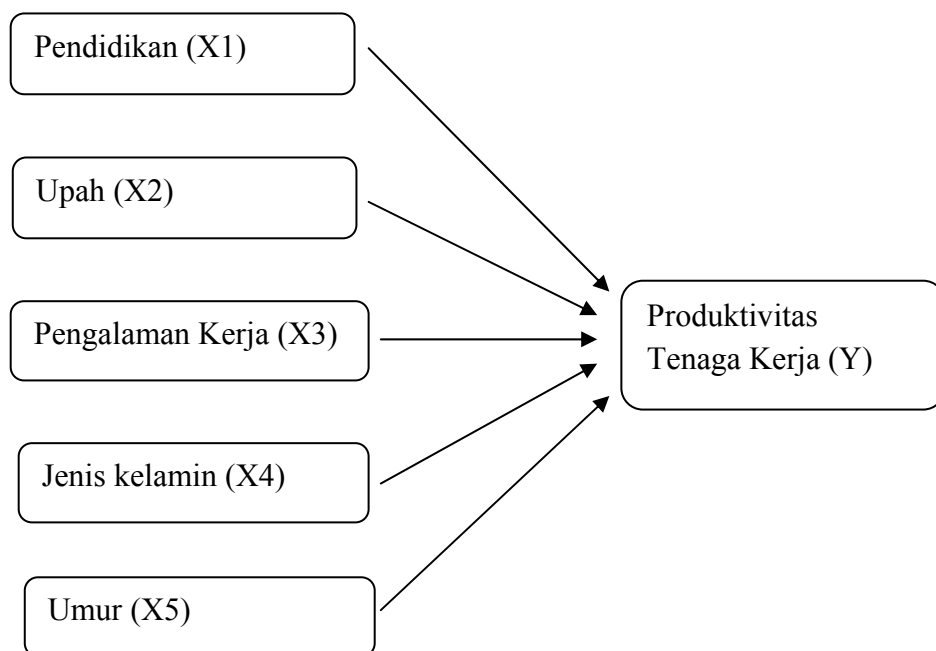 Pendidikan (X1)
Upah (X2)
Pengalaman Kerja (X3)
Produktivitas
Tenaga Kerja (Y)
Jenis kelamin (X4)
Umur (X5)